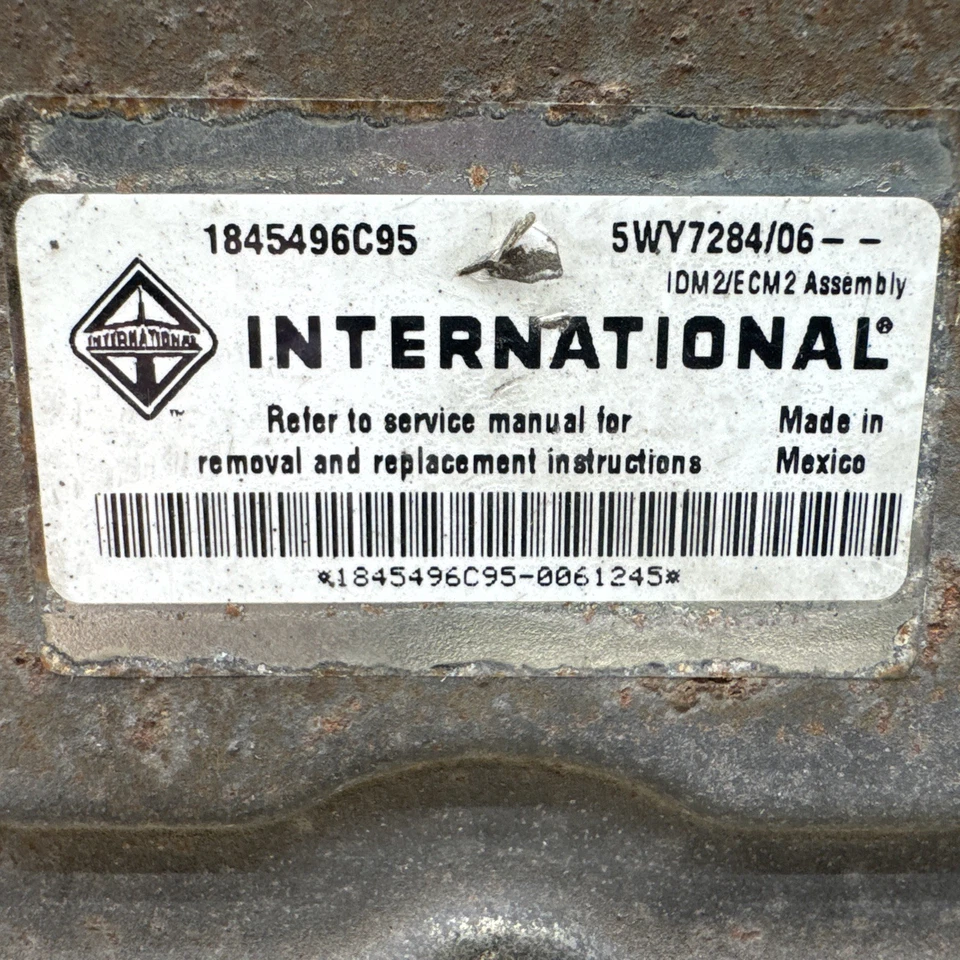 1845496C95 5WY7284/06--
IDM2/ECM2 Assembly
INTERNATIONAL
INTERNATIONAL®
™
Refer to service manual for Made in
removal and replacement instructions Mexico
*1845496C95-0061245*